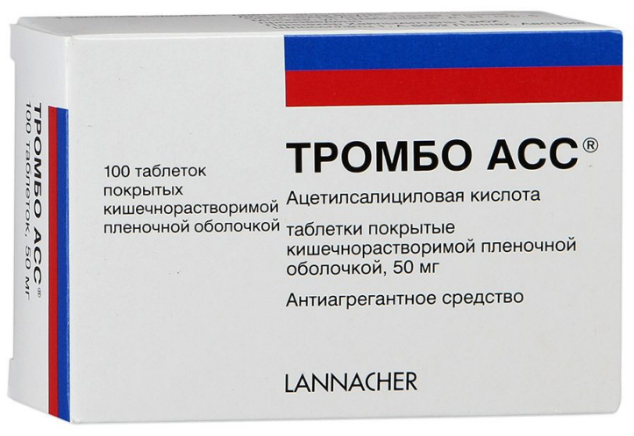 ТРОМБО АСС®
100 таблеток, 50 мг
100 таблеток
покрытых
кишечнорастворимой
пленочной оболочкой
ТРОМБО АСС®
Ацетилсалициловая кислота
таблетки покрытые
кишечнорастворимой пленочной
оболочкой, 50 мг
Антиагрегантное средство
LANNACHER